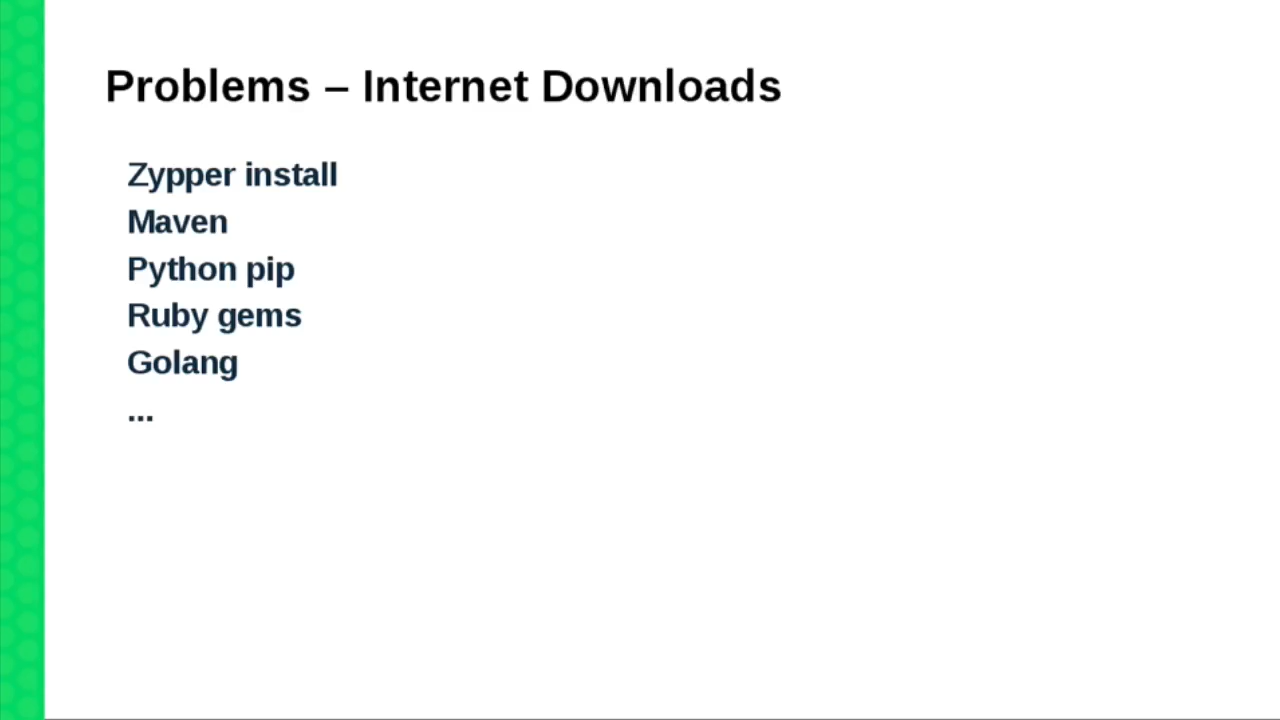 Problems – Internet Downloads
Zypper install
Maven
Python pip
Ruby gems
Golang
...